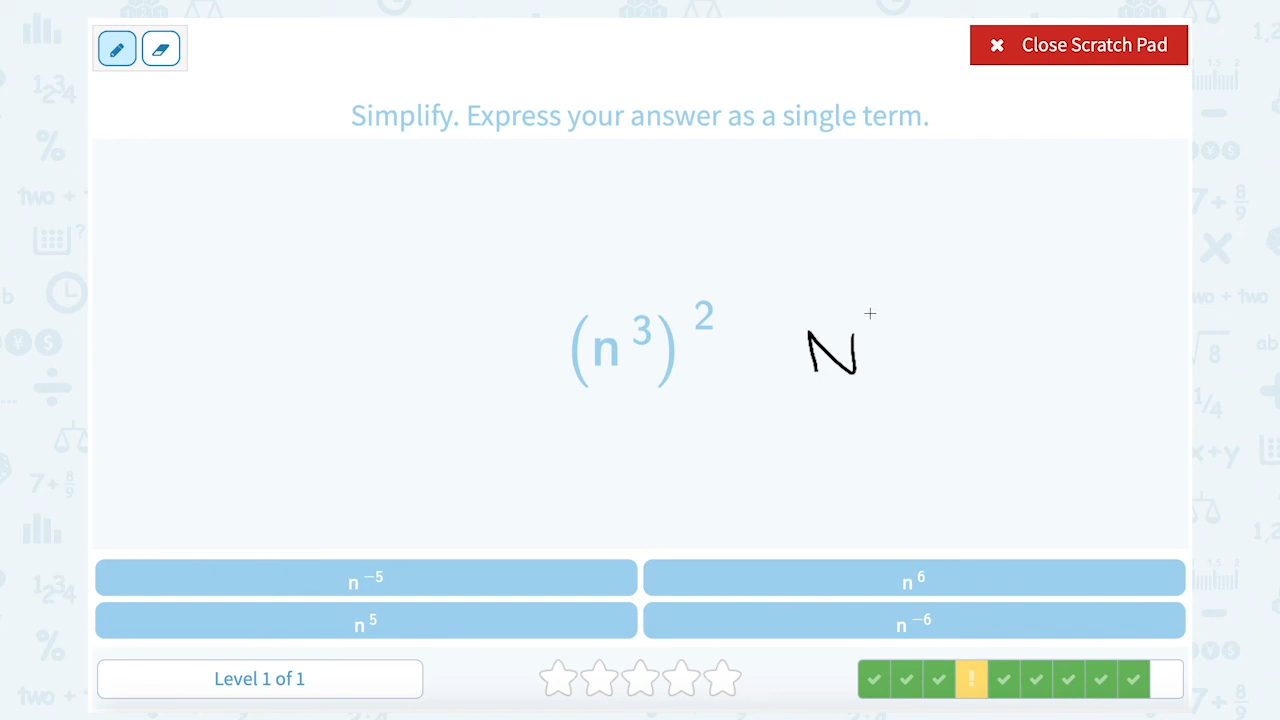 Close Scratch Pad
Simplify. Express your answer as a single term.
(n³)² N
n⁻⁵ n⁶
n⁵ n⁻⁶
Level 1 of 1